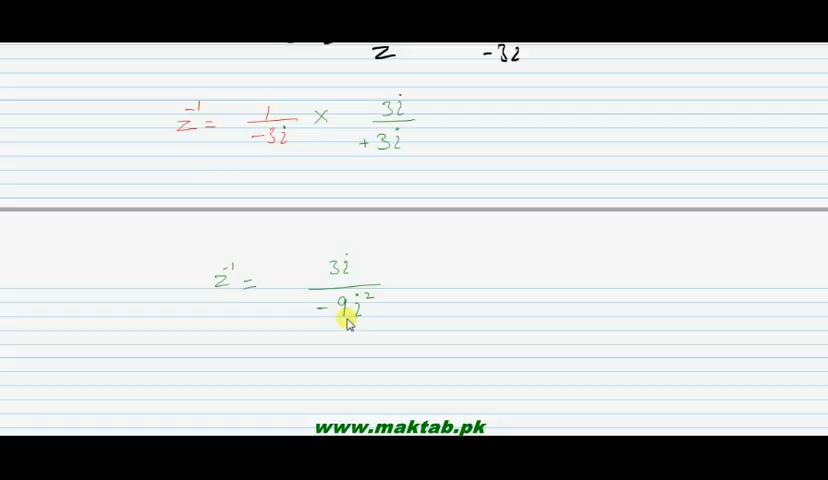 z -3i
z⁻¹ = 1/-3i × 3i/+3i
z⁻¹ = 3i/-9i²
www.maktab.pk